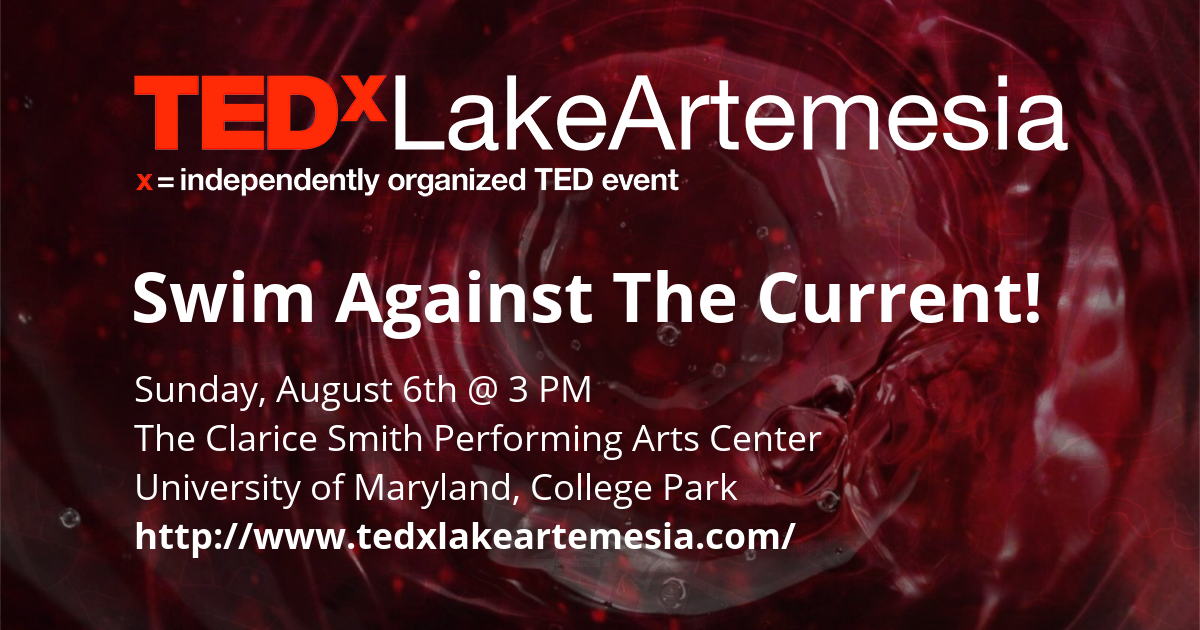 TEDxLakeArtemesia
x = independently organized TED event
Swim Against The Current!
Sunday, August 6th @ 3 PM
The Clarice Smith Performing Arts Center
University of Maryland, College Park
http://www.tedxlakeartemesia.com/